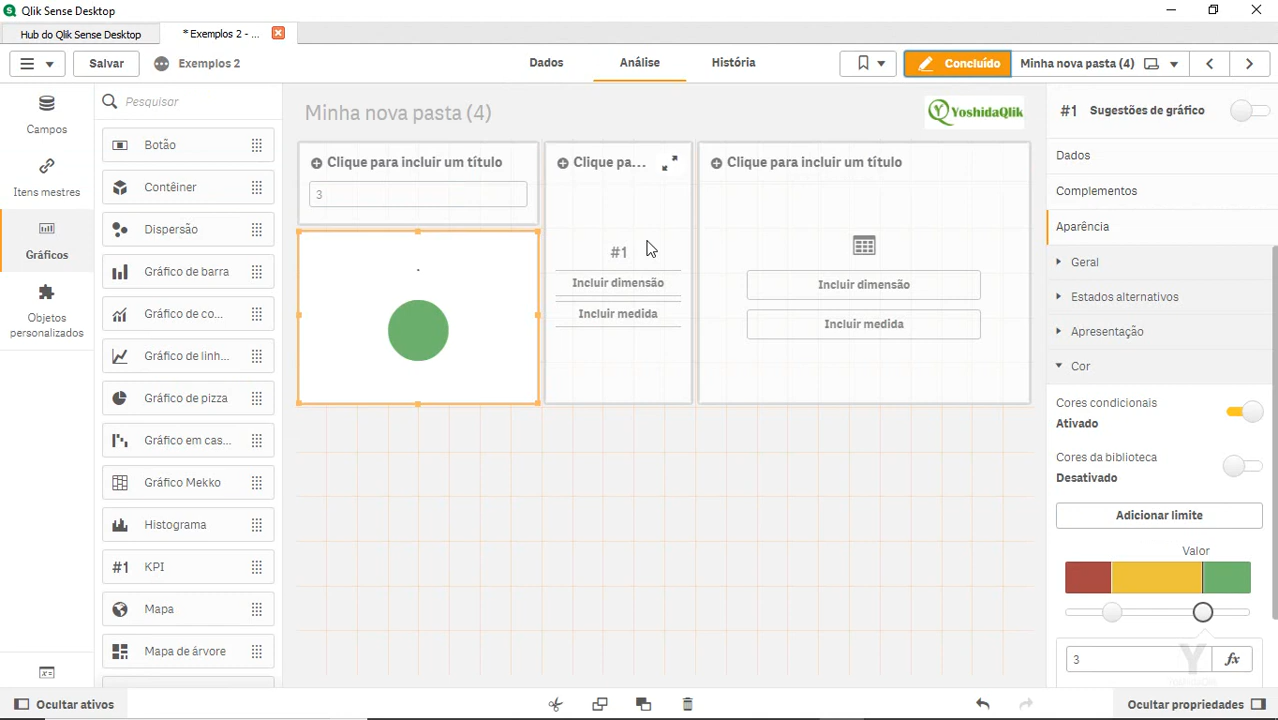 Qlik Sense Desktop
Hub do Qlik Sense Desktop
* Exemplos 2 - ...
Salvar
Exemplos 2
Dados
Análise
História
Concluído
Minha nova pasta (4)
Campos
Itens mestres
Gráficos
Objetos
personalizados
Pesquisar
Botão
Contêiner
Dispersão
Gráfico de barra
Gráfico de co...
Gráfico de linh...
Gráfico de pizza
Gráfico em cas...
Gráfico Mekko
Histograma
#1 KPI
Mapa
Mapa de árvore
Minha nova pasta (4)
YoshidaQlik
Clique para incluir um título
3
Clique pa...
#1
Incluir dimensão
Incluir medida
Clique para incluir um título
Incluir dimensão
Incluir medida
#1 Sugestões de gráfico
Dados
Complementos
Aparência
Geral
Estados alternativos
Apresentação
Cor
Cores condicionais
Ativado
Cores da biblioteca
Desativado
Adicionar limite
Valor
3
fx
Ocultar ativos
Ocultar propriedades